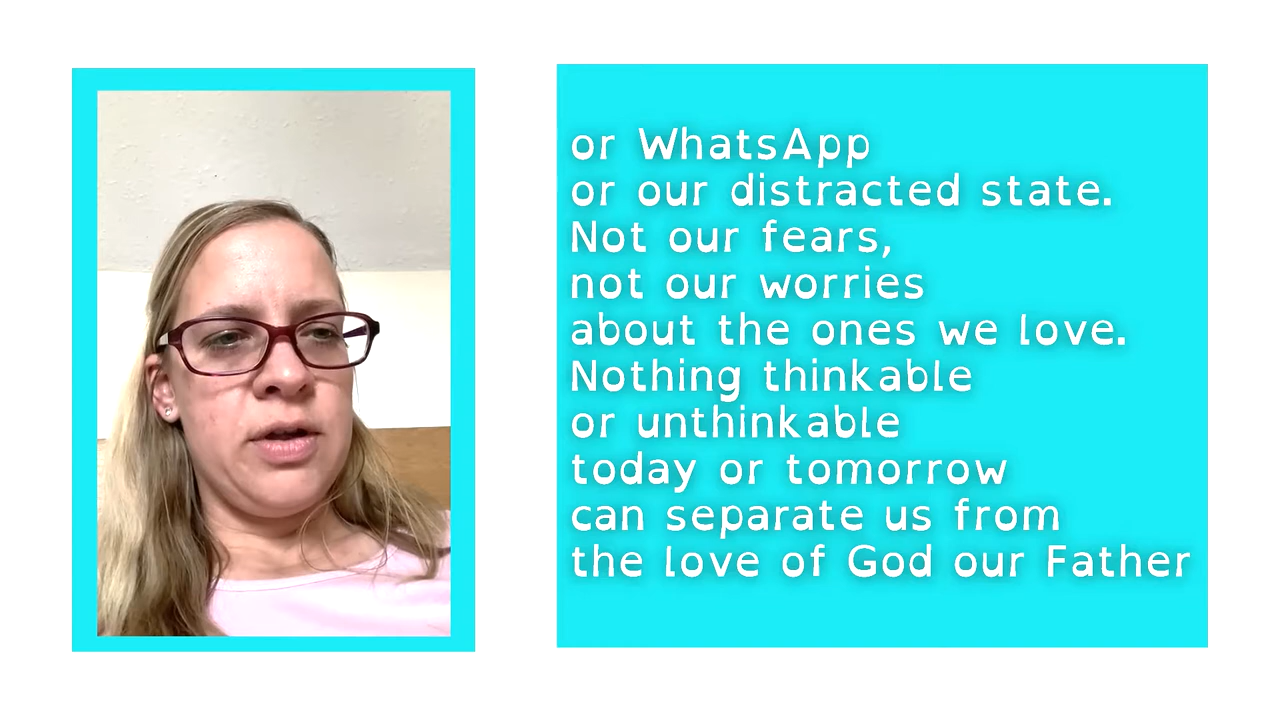 or WhatsApp
or our distracted state.
Not our fears,
not our worries
about the ones we love.
Nothing thinkable
or unthinkable
today or tomorrow
can separate us from
the love of God our Father